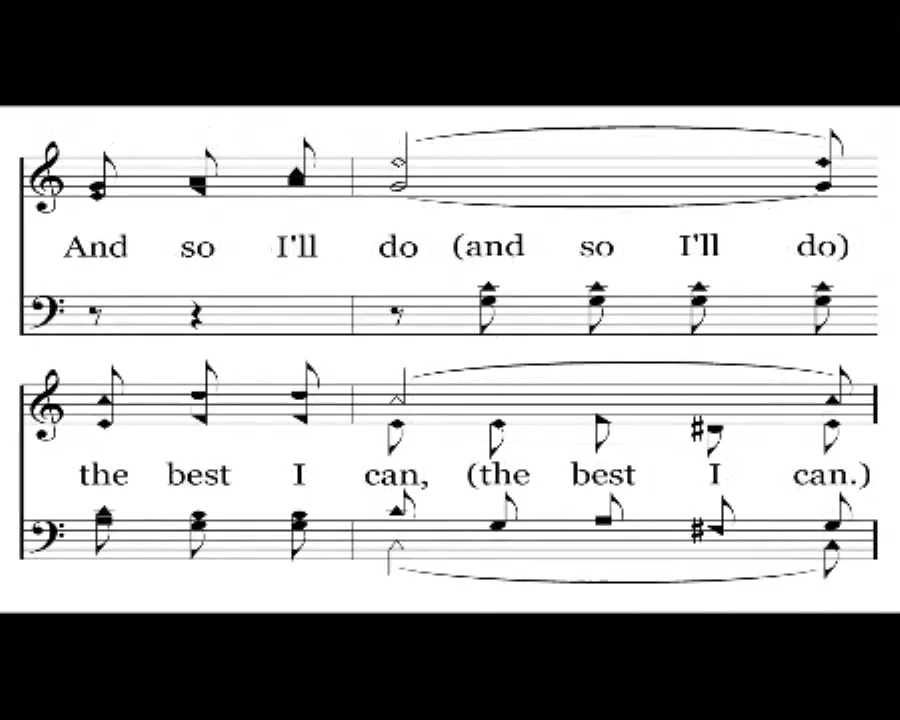 And so I'll do (and so I'll do)
the best I can, (the best I can.)